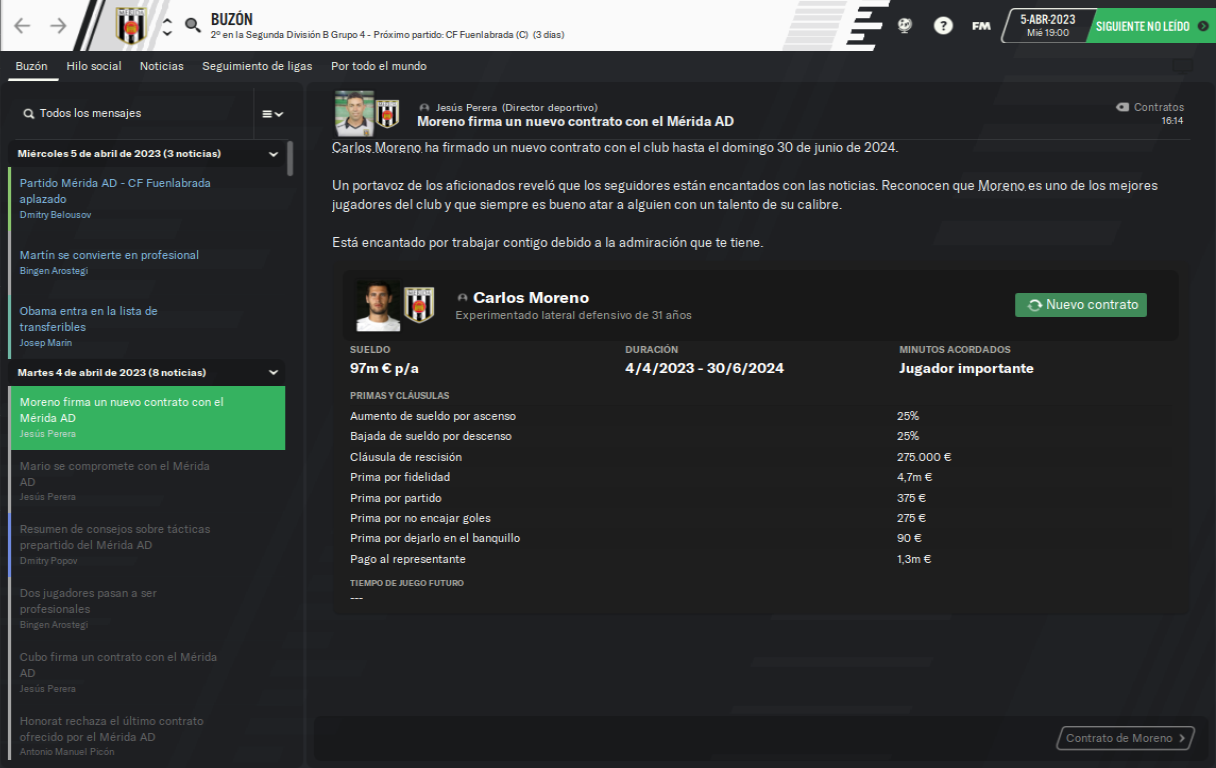 BUZÓN
2º en la Segunda División B Grupo 4 - Próximo partido: CF Fuenlabrada (C) (3 días)
?
FM
5-ABR-2023
Mié 19:00
SIGUIENTE NO LEÍDO
Buzón
Hilo social
Noticias
Seguimiento de ligas
Por todo el mundo
Todos los mensajes
Miércoles 5 de abril de 2023 (3 noticias)
Partido Mérida AD - CF Fuenlabrada
aplazado
Dmitry Belousov
Martín se convierte en profesional
Bingen Arostegi
Obama entra en la lista de
transferibles
Josep Marín
Martes 4 de abril de 2023 (8 noticias)
Moreno firma un nuevo contrato con el
Mérida AD
Jesús Perera
Mario se compromete con el Mérida
AD
Jesús Perera
Resumen de consejos sobre tácticas
prepartido del Mérida AD
Dmitry Popov
Dos jugadores pasan a ser
profesionales
Bingen Arostegi
Cubo firma un contrato con el Mérida
AD
Jesús Perera
Honorat rechaza el último contrato
ofrecido por el Mérida AD
Antonio Manuel Picón
Jesús Perera (Director deportivo)
Moreno firma un nuevo contrato con el Mérida AD
Contratos
16:14
Carlos Moreno ha firmado un nuevo contrato con el club hasta el domingo 30 de junio de 2024.
Un portavoz de los aficionados reveló que los seguidores están encantados con las noticias. Reconocen que Moreno es uno de los mejores
jugadores del club y que siempre es bueno atar a alguien con un talento de su calibre.
Está encantado por trabajar contigo debido a la admiración que te tiene.
Carlos Moreno
Experimentado lateral defensivo de 31 años
Nuevo contrato
SUELDO
DURACIÓN
MINUTOS ACORDADOS
97m € p/a
4/4/2023 - 30/6/2024
Jugador importante
PRIMAS Y CLÁUSULAS
Aumento de sueldo por ascenso 25%
Bajada de sueldo por descenso 25%
Cláusula de rescisión 275.000 €
Prima por fidelidad 4,7m €
Prima por partido 375 €
Prima por no encajar goles 275 €
Prima por dejarlo en el banquillo 90 €
Pago al representante 1,3m €
TIEMPO DE JUEGO FUTURO
---
Contrato de Moreno